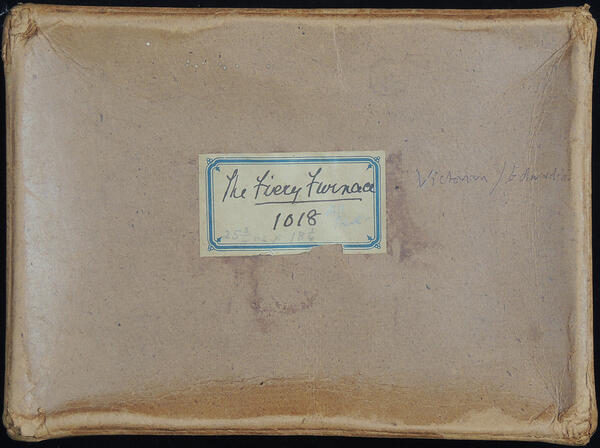 The Fiery Furnace
1018
Victorian / Edwardian